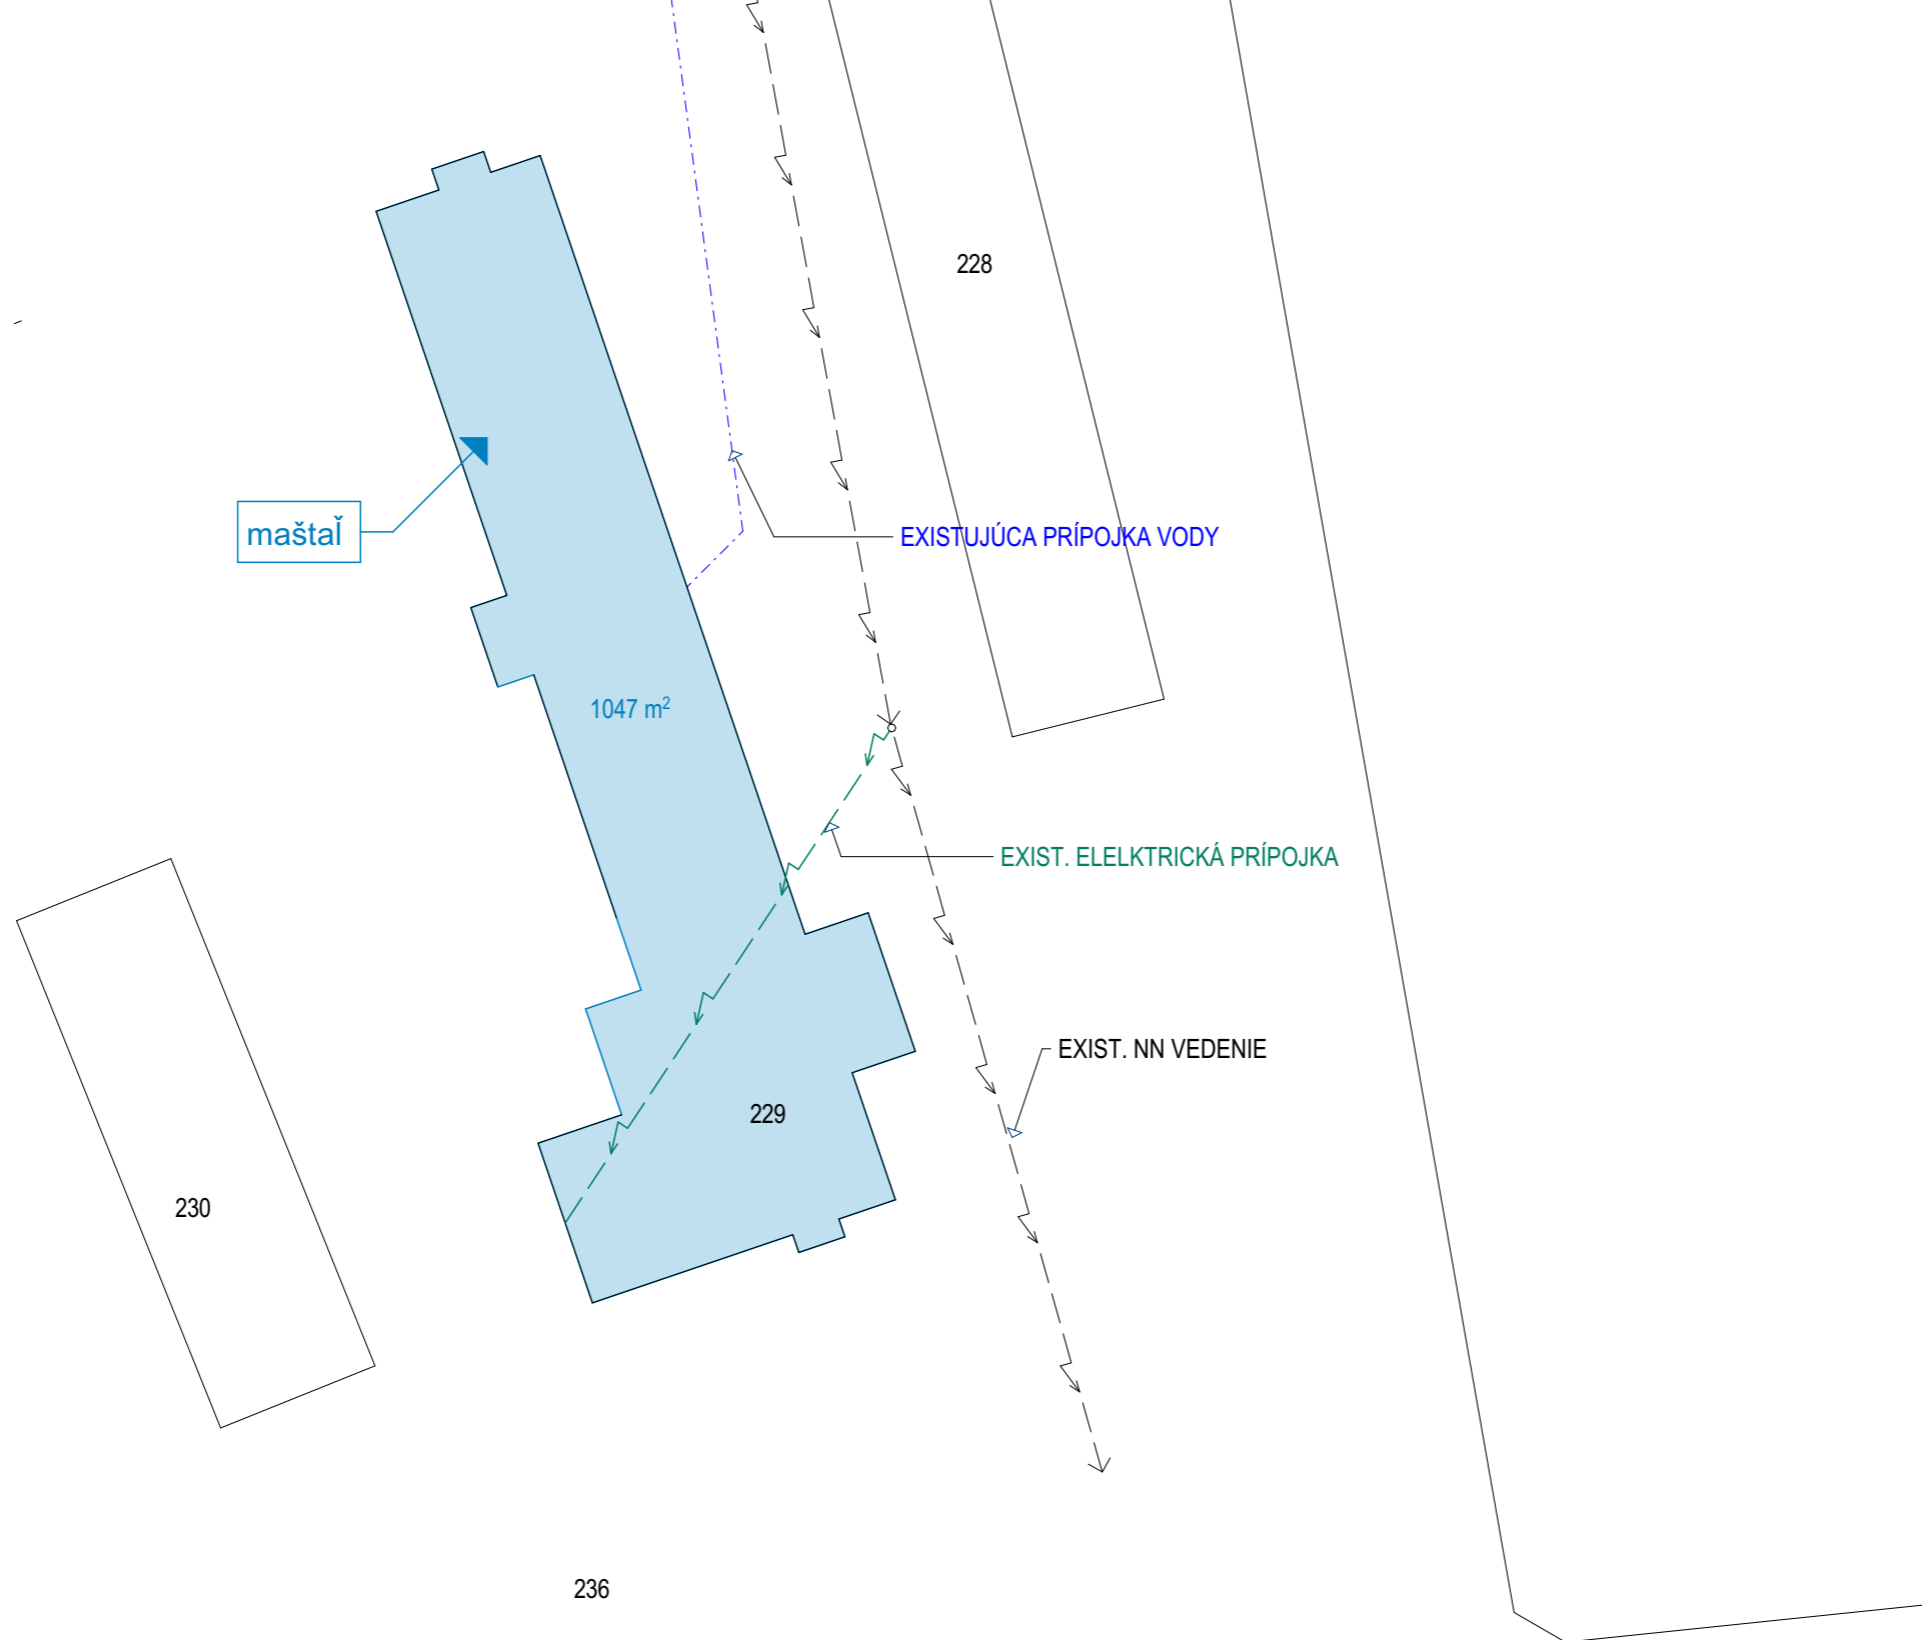 228
maštaľ
EXISTUJÚCA PRÍPOJKA VODY
1047 m²
EXIST. ELELKTRICKÁ PRÍPOJKA
EXIST. NN VEDENIE
229
230
236